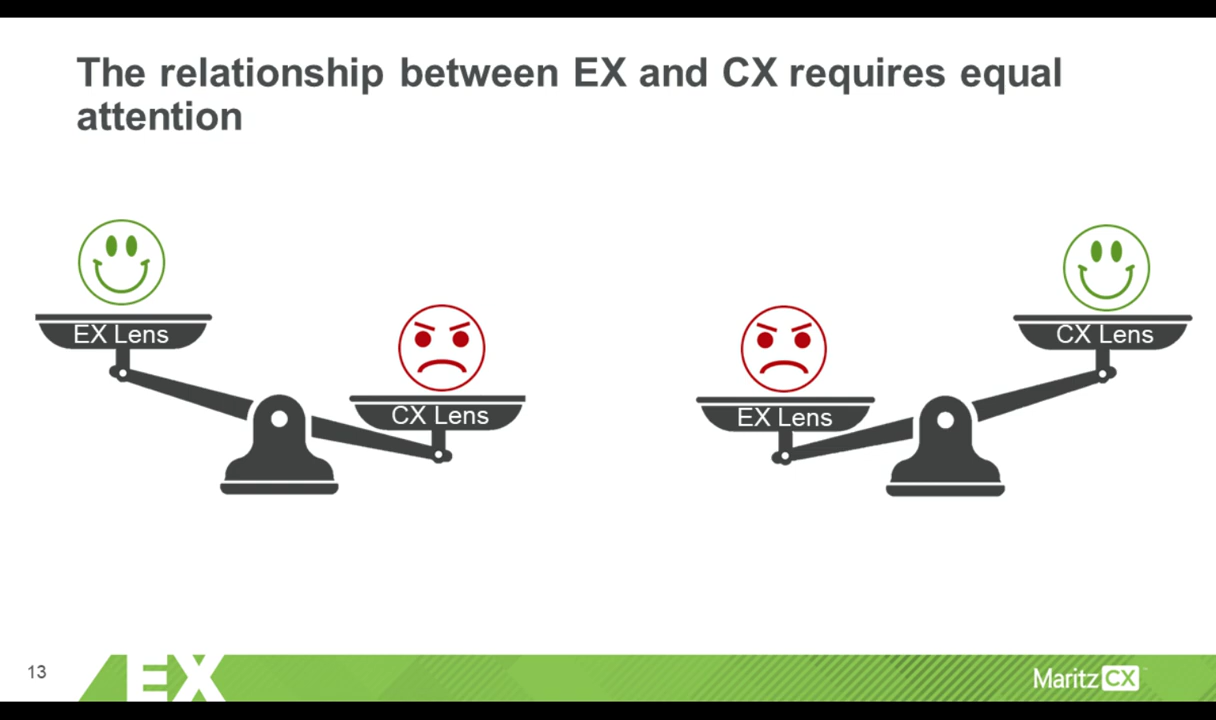 The relationship between EX and CX requires equal
attention
EX Lens
CX Lens
EX Lens
CX Lens
13
EX
Maritz CX